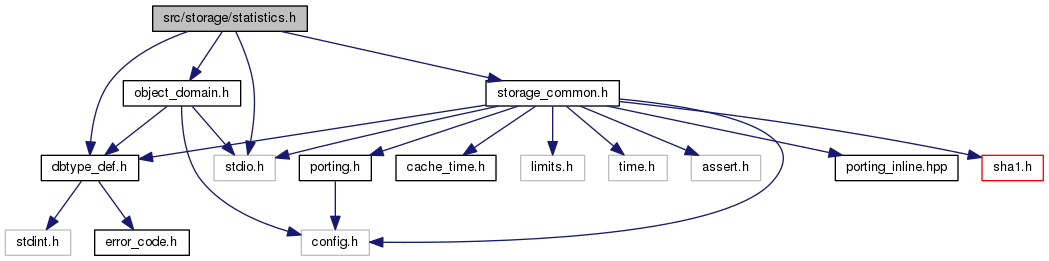 src/storage/statistics.h
object_domain.h
storage_common.h
dbtype_def.h
stdio.h
porting.h
cache_time.h
limits.h
time.h
assert.h
porting_inline.hpp
sha1.h
stdint.h
error_code.h
config.h